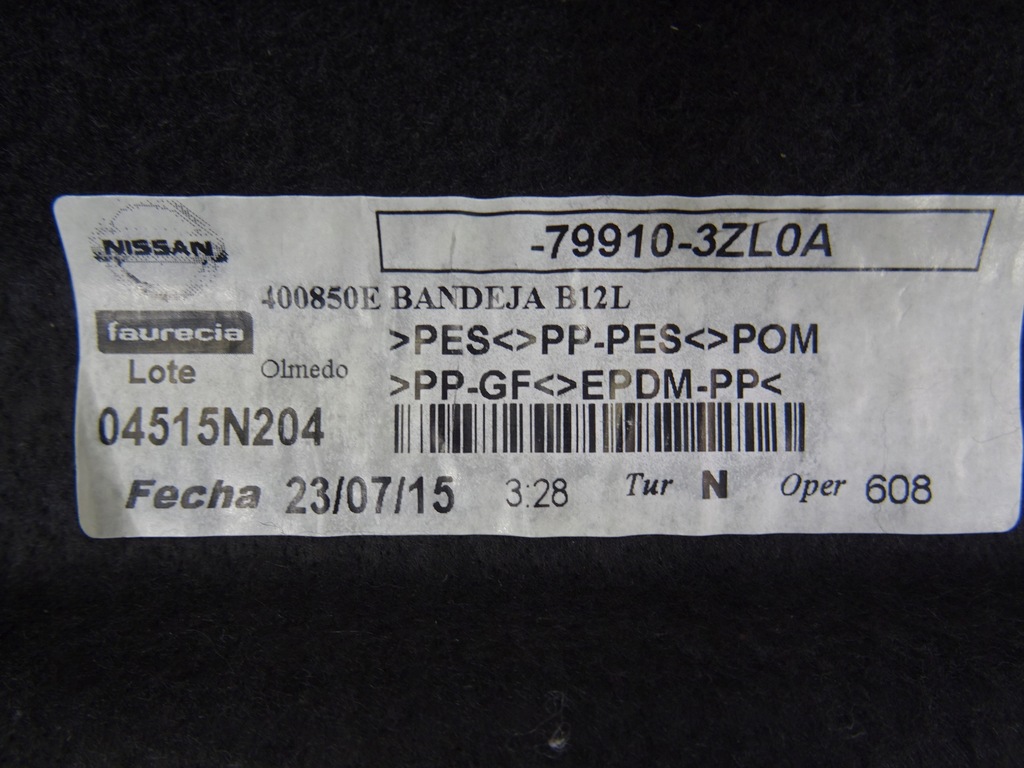 NISSAN
-79910-3ZL0A
400850E BANDEJA B12L
faurecia
>PES<>PP-PES<>POM
Lote Olmedo
>PP-GF<>EPDM-PP<
04515N204
Fecha 23/07/15 3:28 Tur N Oper 608